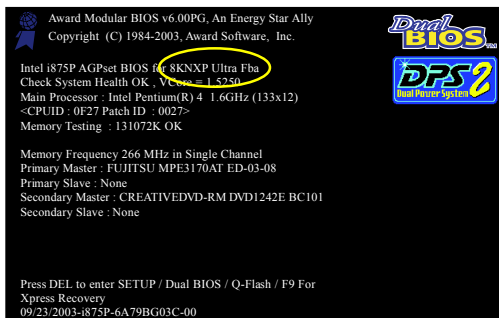 Award Modular BIOS v6.00PG, An Energy Star Ally
Copyright (C) 1984-2003, Award Software, Inc.
Dual
BIOS
TM
Intel i875P AGPset BIOS for 8KNXP Ultra Fba
Check System Health OK , VCore = 1.5250
Main Processor : Intel Pentium(R) 4 1.6GHz (133x12)
<CPUID : 0F27 Patch ID : 0027>
Memory Testing : 131072K OK
DPS2
Dual Power System
Memory Frequency 266 MHz in Single Channel
Primary Master : FUJITSU MPE3170AT ED-03-08
Primary Slave : None
Secondary Master : CREATIVEDVD-RM DVD1242E BC101
Secondary Slave : None
Press DEL to enter SETUP / Dual BIOS / Q-Flash / F9 For
Xpress Recovery
09/23/2003-i875P-6A79BG03C-00